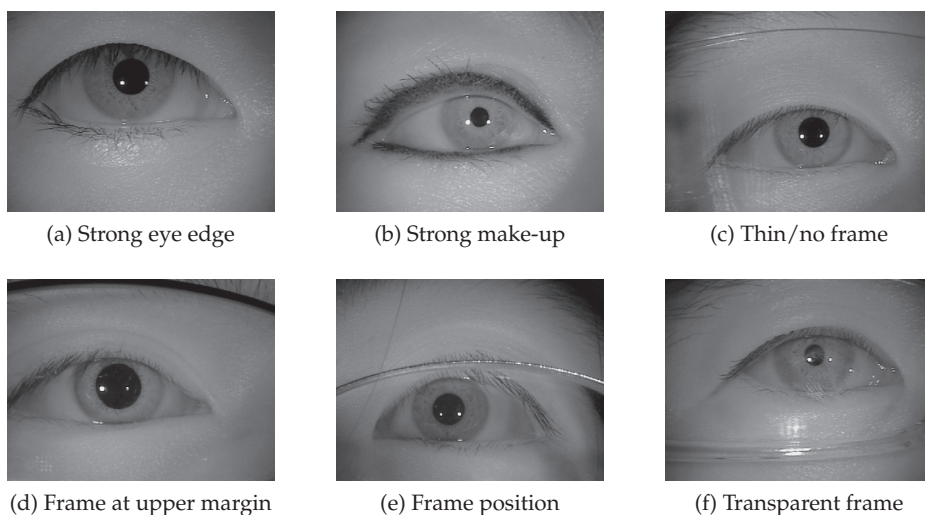 (a) Strong eye edge
(b) Strong make-up
(c) Thin/no frame
(d) Frame at upper margin
(e) Frame position
(f) Transparent frame